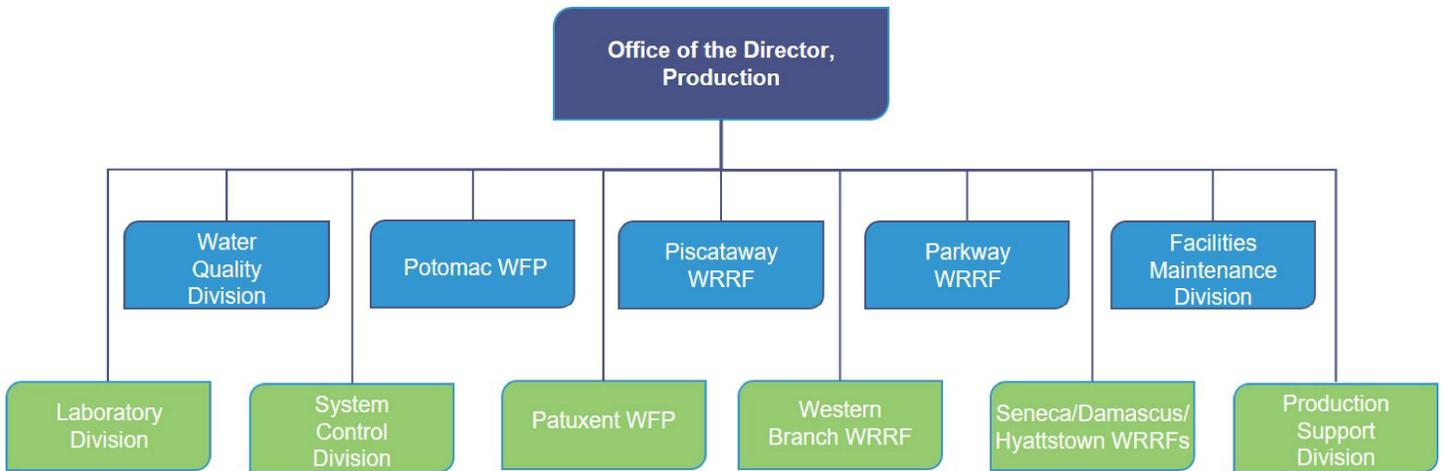 Office of the Director,
Production
Water
Quality
Division
Potomac WFP
Piscataway
WRRF
Parkway
WRRF
Facilities
Maintenance
Division
Laboratory
Division
System
Control
Division
Patuxent WFP
Western
Branch WRRF
Seneca/Damascus/
Hyattstown WRRFs
Production
Support
Division